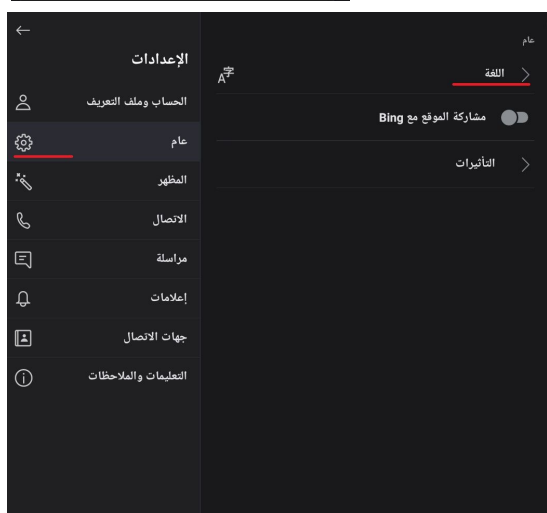 الإعدادات
الحساب وملف التعريف
عام
المظهر
الاتصال
مراسلة
إعلامات
جهات الاتصال
التعليمات والملاحظات
عام
اللغة
مشاركة الموقع مع Bing
التأثيرات